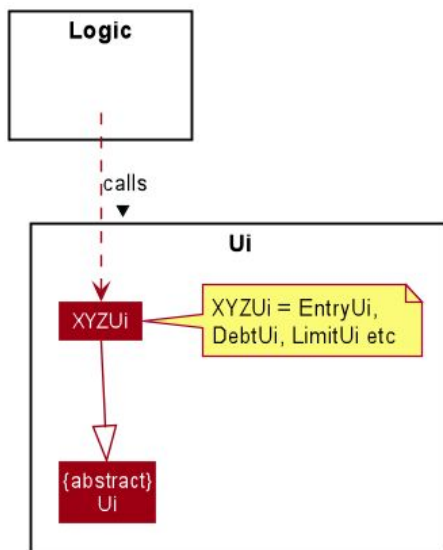 Logic
calls
Ui
XYZUi
XYZUi = EntryUi,
DebtUi, LimitUi etc
{abstract}
Ui